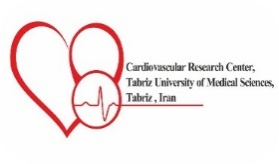 Cardiovascular Research Center,
Tabriz University of Medical Sciences,
Tabriz , Iran